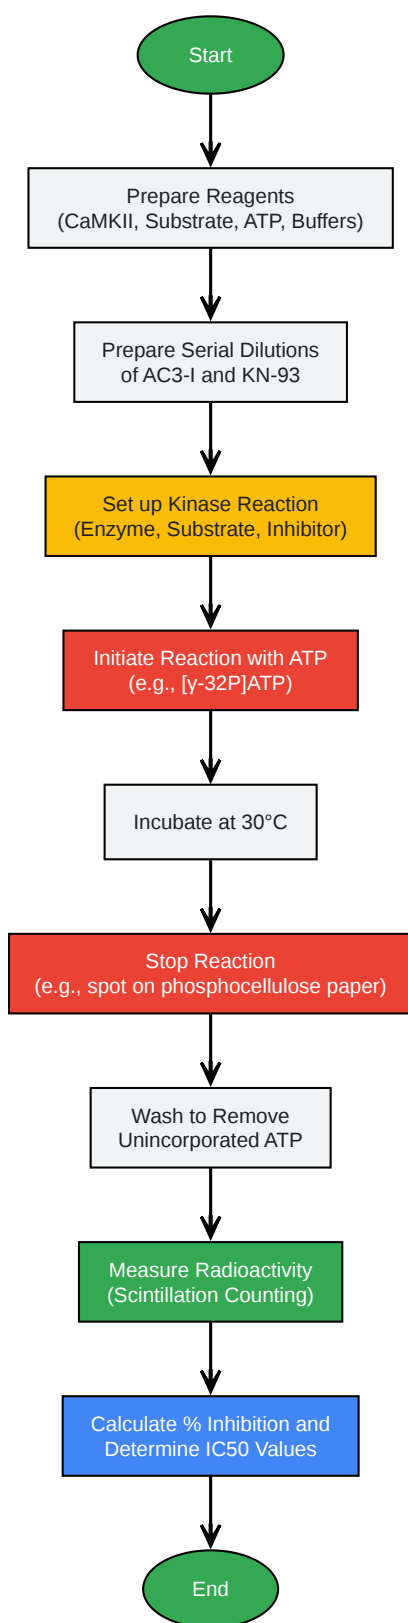 Start
Prepare Reagents
(CaMKII, Substrate, ATP, Buffers)
Prepare Serial Dilutions
of AC3-I and KN-93
Set up Kinase Reaction
(Enzyme, Substrate, Inhibitor)
Initiate Reaction with ATP
(e.g., [γ-32P]ATP)
Incubate at 30°C
Stop Reaction
(e.g., spot on phosphocellulose paper)
Wash to Remove
Unincorporated ATP
Measure Radioactivity
(Scintillation Counting)
Calculate % Inhibition and
Determine IC50 Values
End